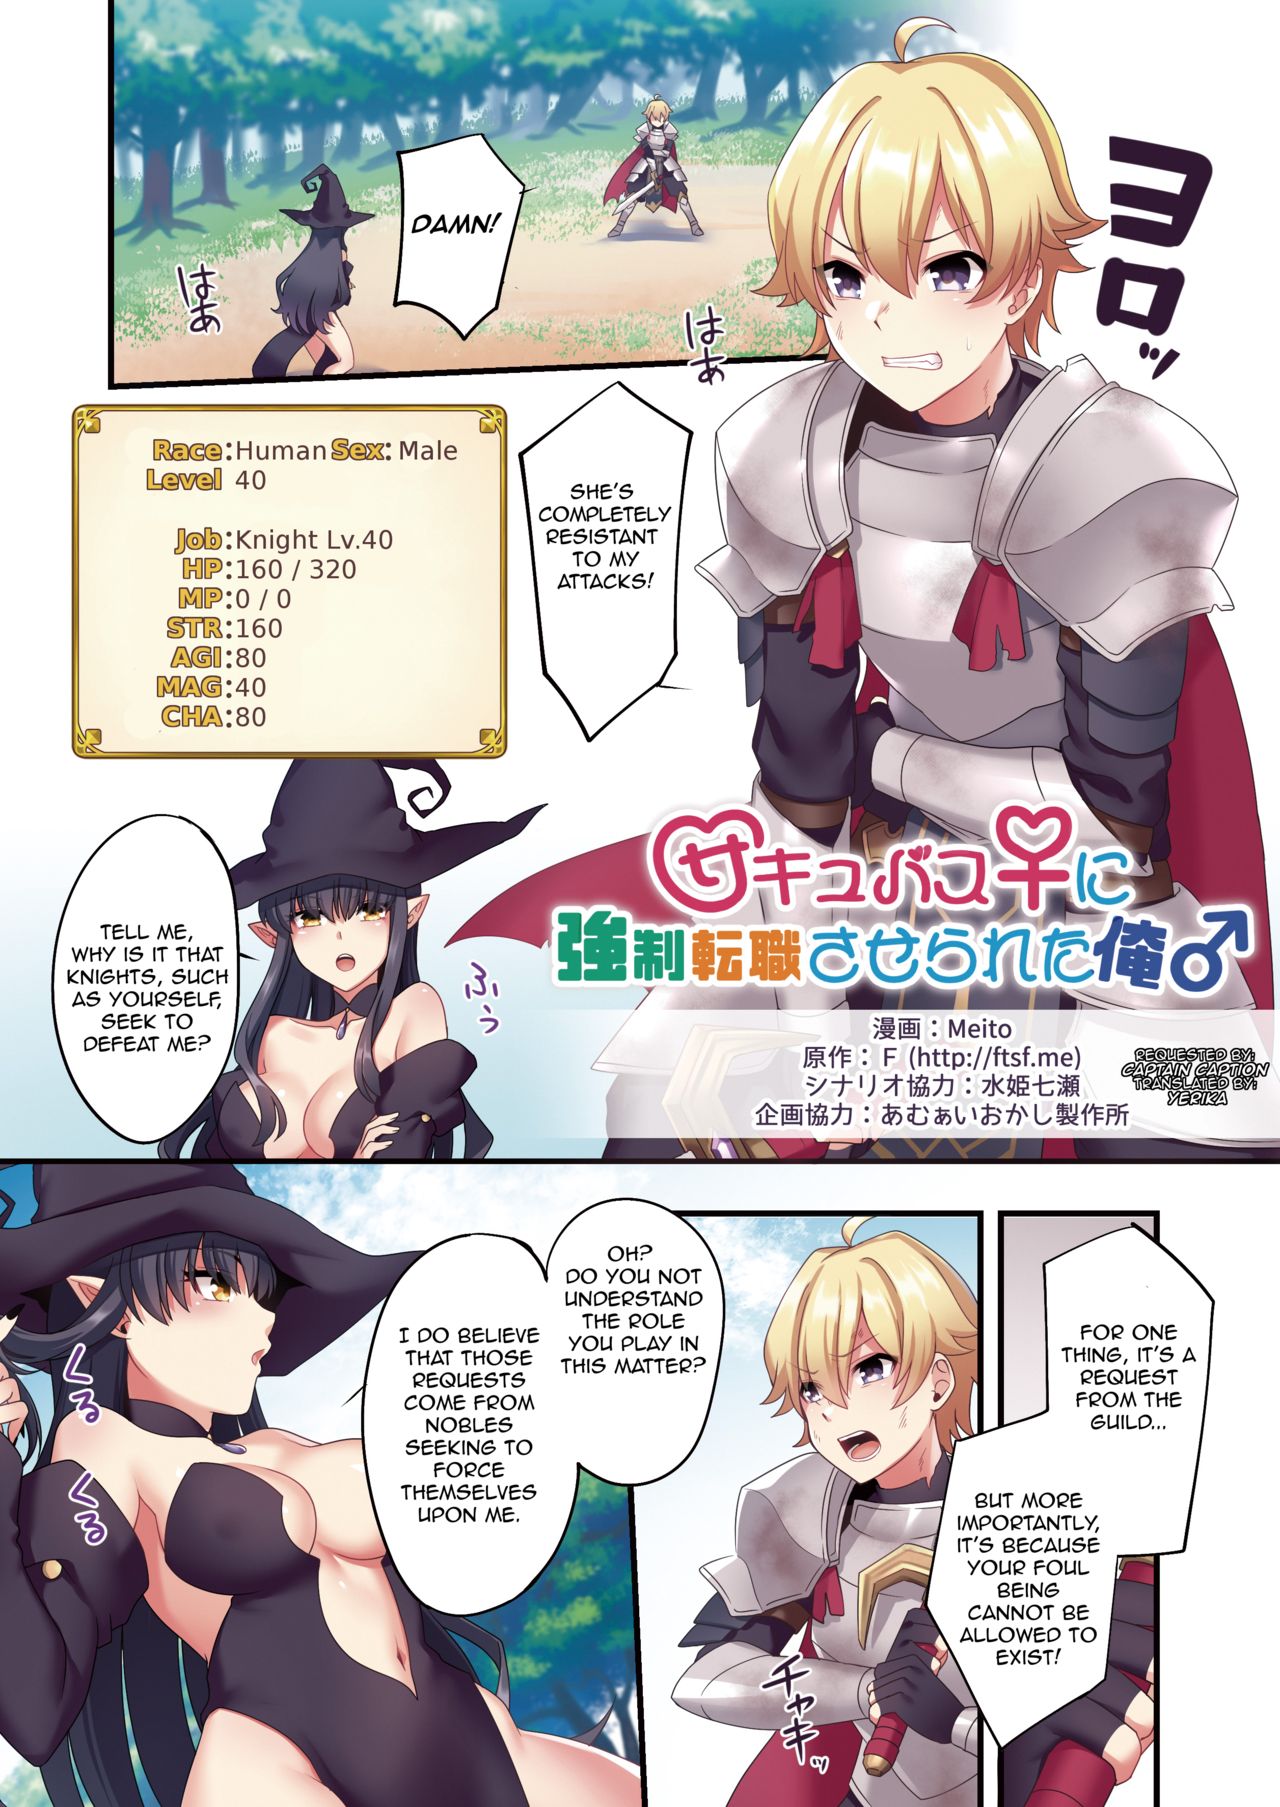 DAMN!
はあ
はあ
ヨロッ
SHE'S
COMPLETELY
RESISTANT
TO MY
ATTACKS!
Race:Human Sex:Male
Level 40
Job:Knight Lv.40
HP:160 / 320
MP:0 / 0
STR:160
AGI:80
MAG:40
CHA:80
TELL ME,
WHY IS IT THAT
KNIGHTS, SUCH
AS YOURSELF,
SEEK TO
DEFEAT ME?
ふぅ
サキュバス♀に
強制転職させられた俺♂
漫画：Meito
原作：F (http://ftsf.me)
シナリオ協力：水姫七瀬
企画協力：あむぁいおかし製作所
REQUESTED BY:
CAPTAIN CAPTION
TRANSLATED BY:
YERIKA
FOR ONE
THING, IT'S A
REQUEST
FROM THE
GUILD...
BUT MORE
IMPORTANTLY,
IT'S BECAUSE
YOUR FOUL
BEING
CANNOT BE
ALLOWED TO
EXIST!
チャキッ
OH?
DO YOU NOT
UNDERSTAND
THE ROLE
YOU PLAY IN
THIS MATTER?
I DO BELIEVE
THAT THOSE
REQUESTS
COME FROM
NOBLES
SEEKING TO
FORCE
THEMSELVES
UPON ME.
くる
くる